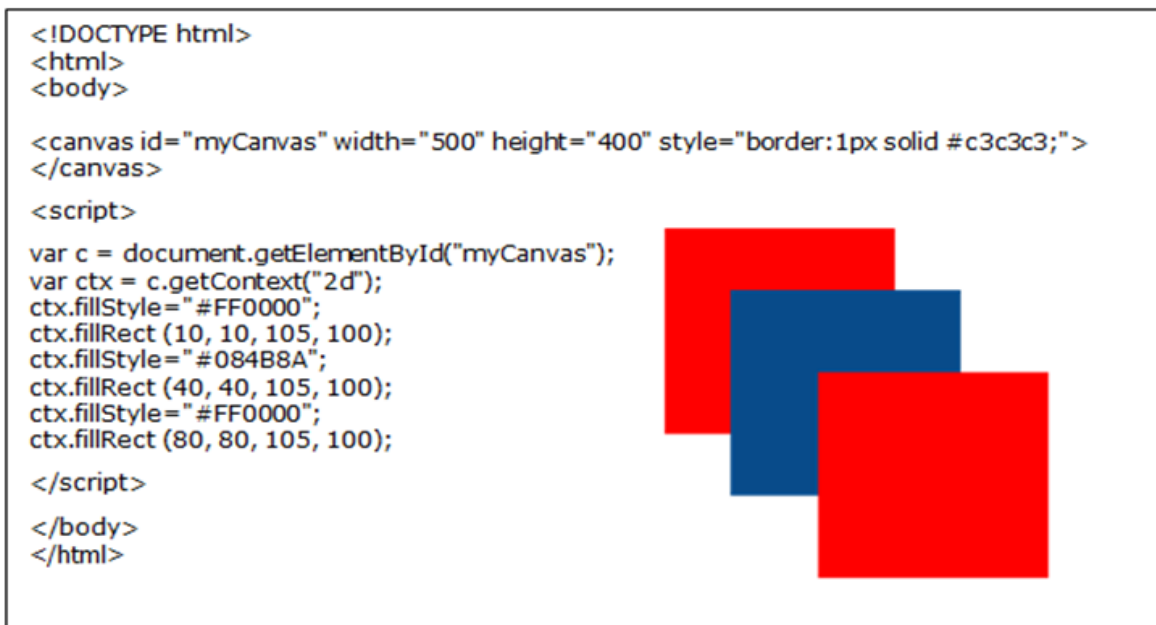 <!DOCTYPE html>
<html>
<body>
<canvas id="myCanvas" width="500" height="400" style="border:1px solid #c3c3c3;">
</canvas>
<script>
var c = document.getElementById("myCanvas");
var ctx = c.getContext("2d");
ctx.fillStyle="#FF0000";
ctx.fillRect (10, 10, 105, 100);
ctx.fillStyle="#084B8A";
ctx.fillRect (40, 40, 105, 100);
ctx.fillStyle="#FF0000";
ctx.fillRect (80, 80, 105, 100);
</script>
</body>
</html>